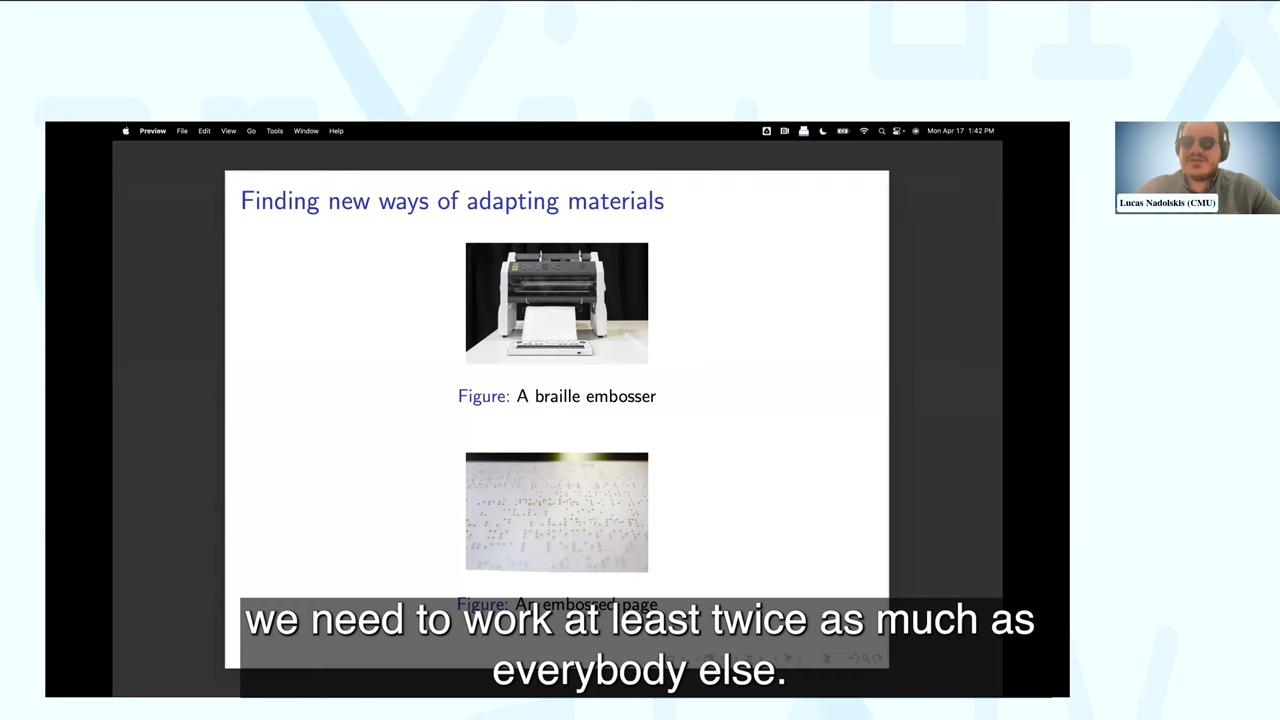 Preview File Edit View Go Tools Window Help
Mon Apr 17 1:42 PM
Finding new ways of adapting materials
Figure: A braille embosser
Figure: An embossed page
we need to work at least twice as much as
everybody else.
Lucas Nadolskis (CMU)